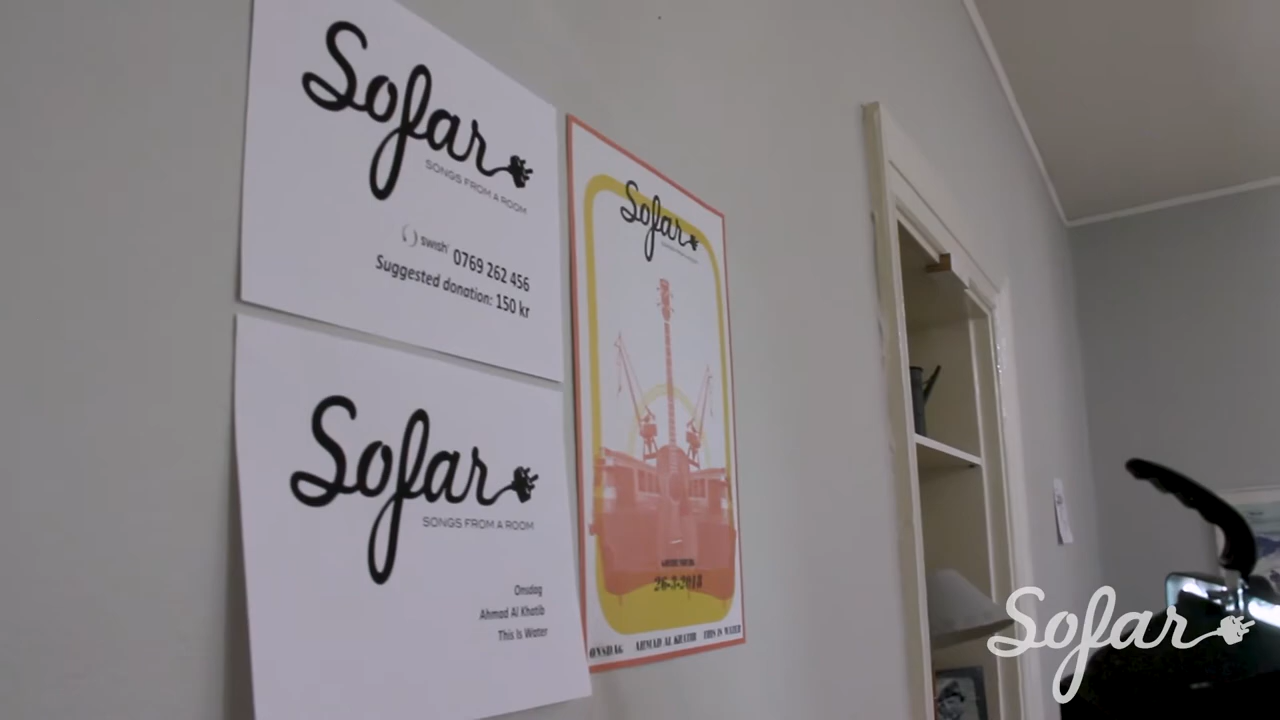 Sofar
SONGS FROM A ROOM
swish 0769 262 456
Suggested donation: 150 kr
Sofar
SONGS FROM A ROOM
Onsdag
Ahmad Al Khatib
This Is Water
Sofar
26-3-2014
ONSDAG AHMAD AL KHATIB THIS IS WATER
Sofar